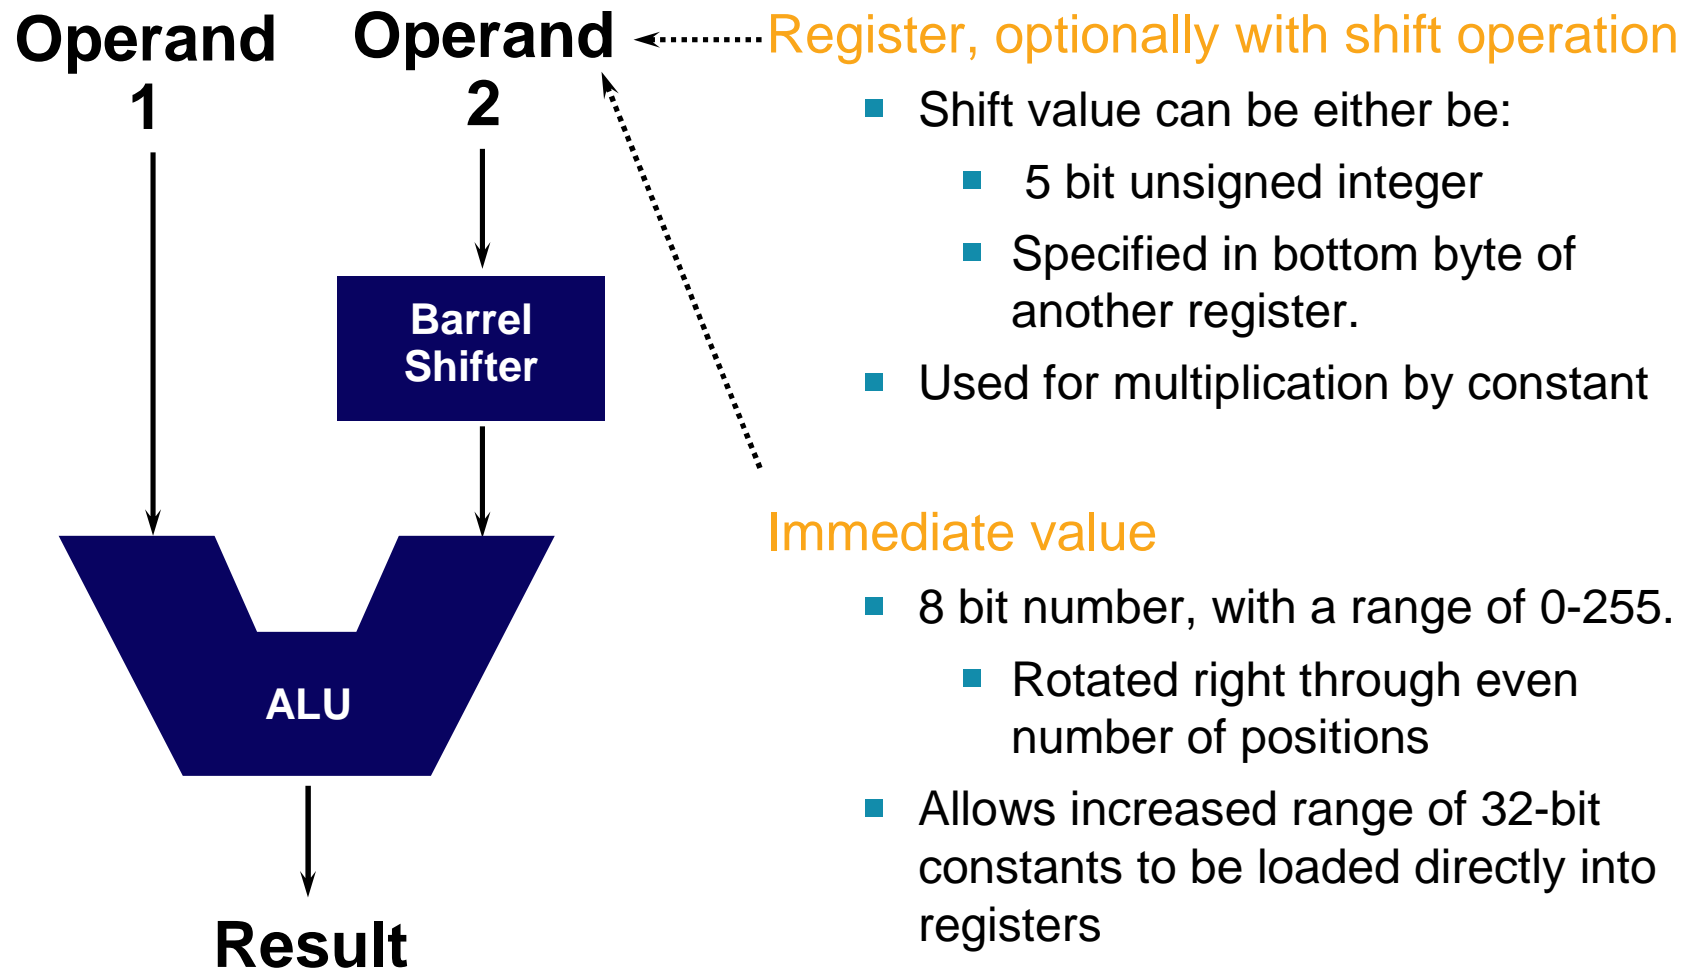 Operand
1
Operand
2
Barrel
Shifter
ALU
Result
Register, optionally with shift operation
Shift value can be either be:
5 bit unsigned integer
Specified in bottom byte of
another register.
Used for multiplication by constant
Immediate value
8 bit number, with a range of 0-255.
Rotated right through even
number of positions
Allows increased range of 32-bit
constants to be loaded directly into
registers